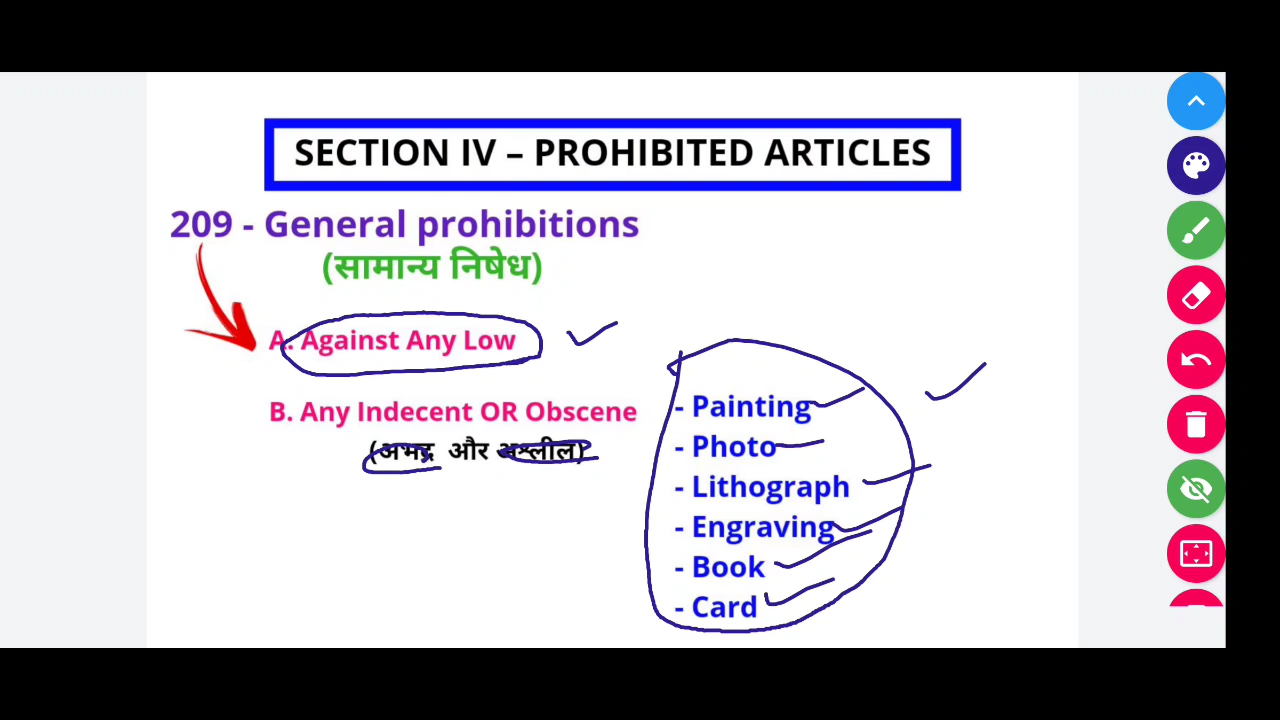 SECTION IV – PROHIBITED ARTICLES
209 - General prohibitions
(सामान्य निषेध)
A. Against Any Low
B. Any Indecent OR Obscene
(अभद्र और अश्लील)
- Painting
- Photo
- Lithograph
- Engraving
- Book
- Card